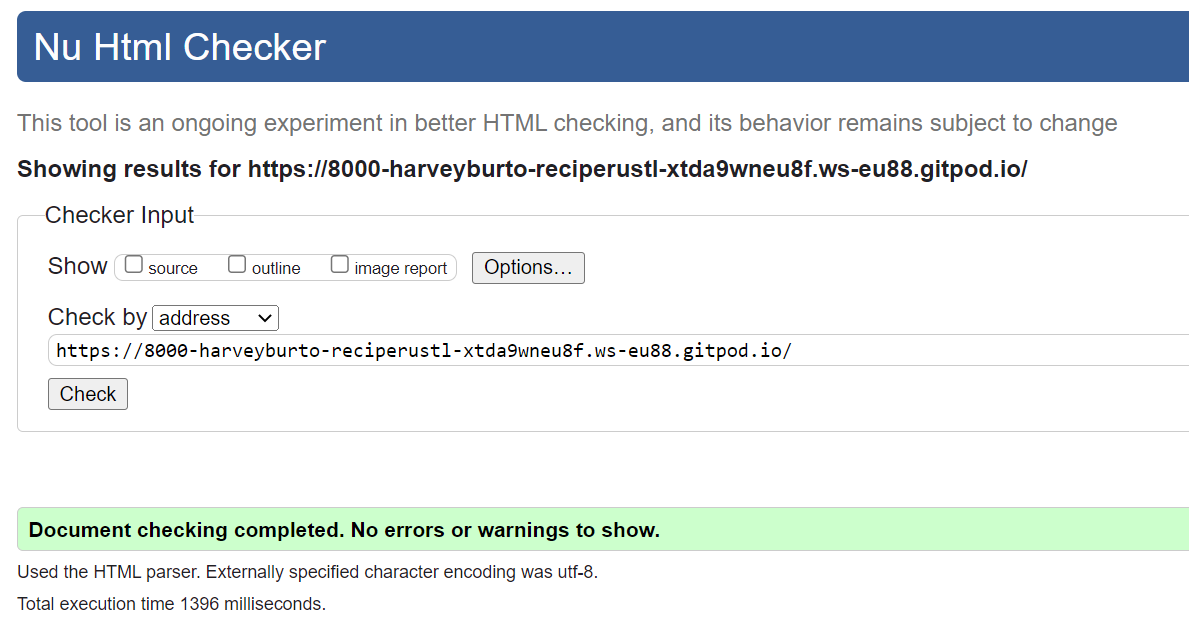 Nu Html Checker
This tool is an ongoing experiment in better HTML checking, and its behavior remains subject to change
Showing results for https://8000-harveyburto-reciperustl-xtda9wneu8f.ws-eu88.gitpod.io/
Checker Input
Show source outline image report Options...
Check by address
https://8000-harveyburto-reciperustl-xtda9wneu8f.ws-eu88.gitpod.io/
Check
Document checking completed. No errors or warnings to show.
Used the HTML parser. Externally specified character encoding was utf-8.
Total execution time 1396 milliseconds.